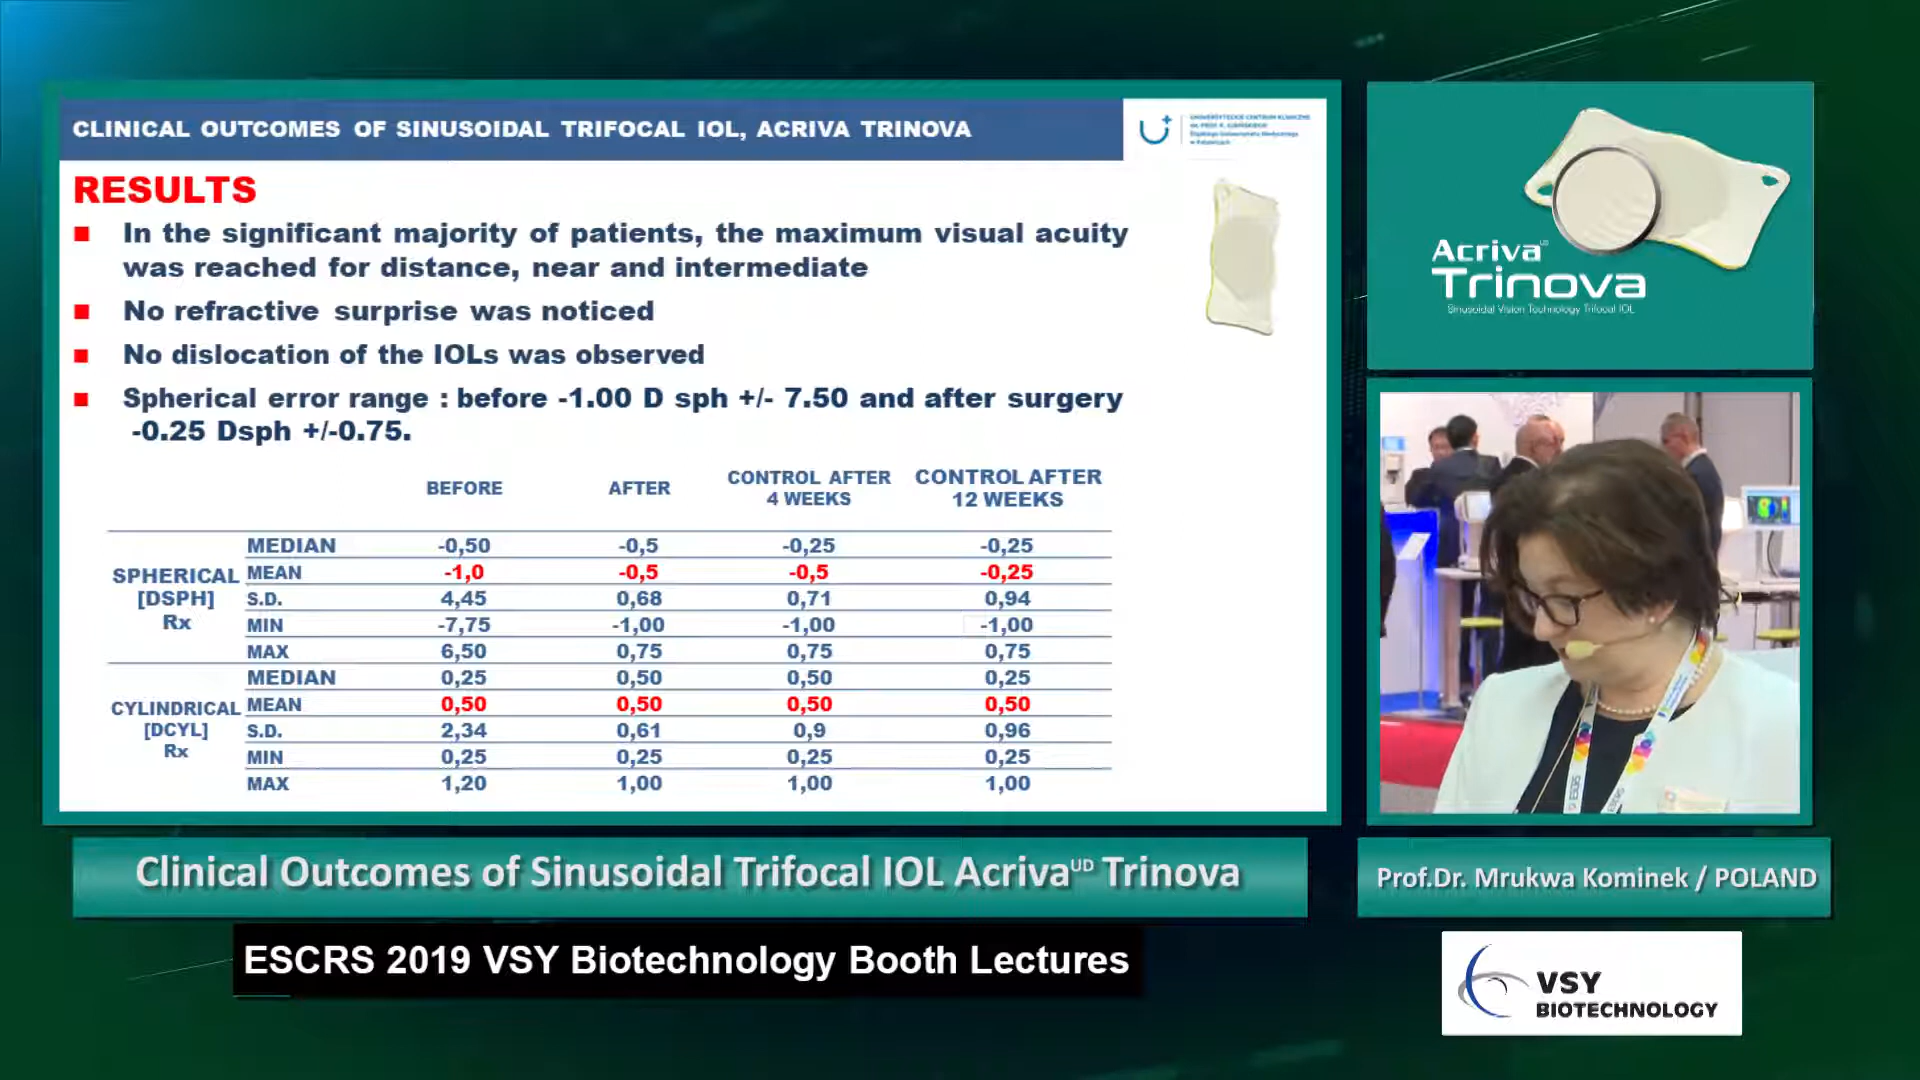 CLINICAL OUTCOMES OF SINUSOIDAL TRIFOCAL IOL, ACRIVA TRINOVA
UNIWERSYTECKIE CENTRUM KLINICZNE
Śląskiego Uniwersytetu Medycznego
w Katowicach
RESULTS
In the significant majority of patients, the maximum visual acuity
was reached for distance, near and intermediate
No refractive surprise was noticed
No dislocation of the IOLs was observed
Spherical error range : before -1.00 D sph +/- 7.50 and after surgery
-0.25 Dsph +/-0.75.
BEFORE AFTER CONTROL AFTER 4 WEEKS CONTROL AFTER 12 WEEKS
SPHERICAL [DSPH] Rx
MEDIAN -0,50 -0,5 -0,25 -0,25
MEAN -1,0 -0,5 -0,5 -0,25
S.D. 4,45 0,68 0,71 0,94
MIN -7,75 -1,00 -1,00 -1,00
MAX 6,50 0,75 0,75 0,75
CYLINDRICAL [DCYL] Rx
MEDIAN 0,25 0,50 0,50 0,25
MEAN 0,50 0,50 0,50 0,50
S.D. 2,34 0,61 0,9 0,96
MIN 0,25 0,25 0,25 0,25
MAX 1,20 1,00 1,00 1,00
Acriva UD
Trinova
Sinusoidal Vision Technology Trifocal IOL
ESCRS
Clinical Outcomes of Sinusoidal Trifocal IOL Acriva UD Trinova
Prof.Dr. Mrukwa Kominek / POLAND
ESCRS 2019 VSY Biotechnology Booth Lectures
VSY
BIOTECHNOLOGY